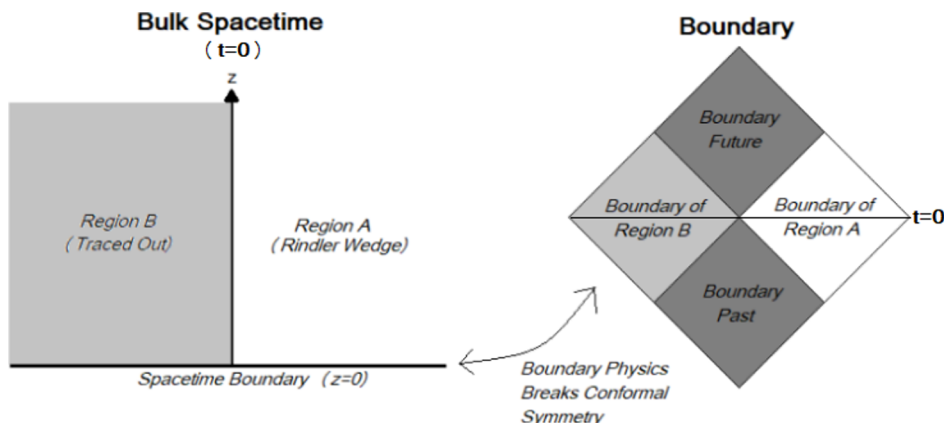 Bulk Spacetime
(t=0)
z
Region B
(Traced Out)
Region A
(Rindler Wedge)
Spacetime Boundary (z=0)
Boundary Physics
Breaks Conformal
Symmetry
Boundary
Boundary
Future
Boundary of
Region B
Boundary of
Region A
t=0
Boundary
Past